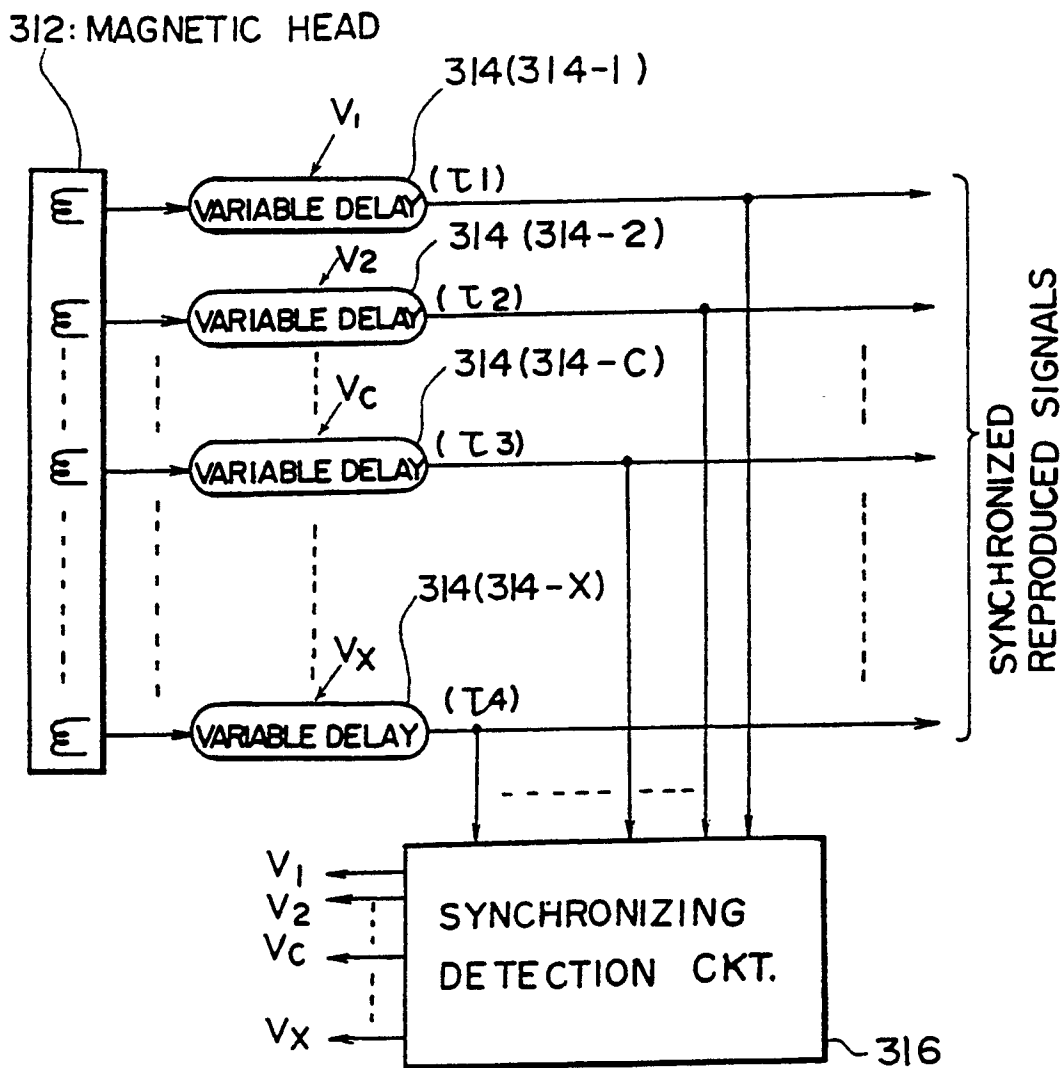 312: MAGNETIC HEAD
314(314-1)
V1
VARIABLE DELAY
(τ1)
314(314-2)
V2
VARIABLE DELAY
(τ2)
314(314-C)
VC
VARIABLE DELAY
(τ3)
314(314-X)
VX
VARIABLE DELAY
(τ4)
SYNCHRONIZED
REPRODUCED SIGNALS
V1
V2
VC
VX
SYNCHRONIZING
DETECTION CKT.
316